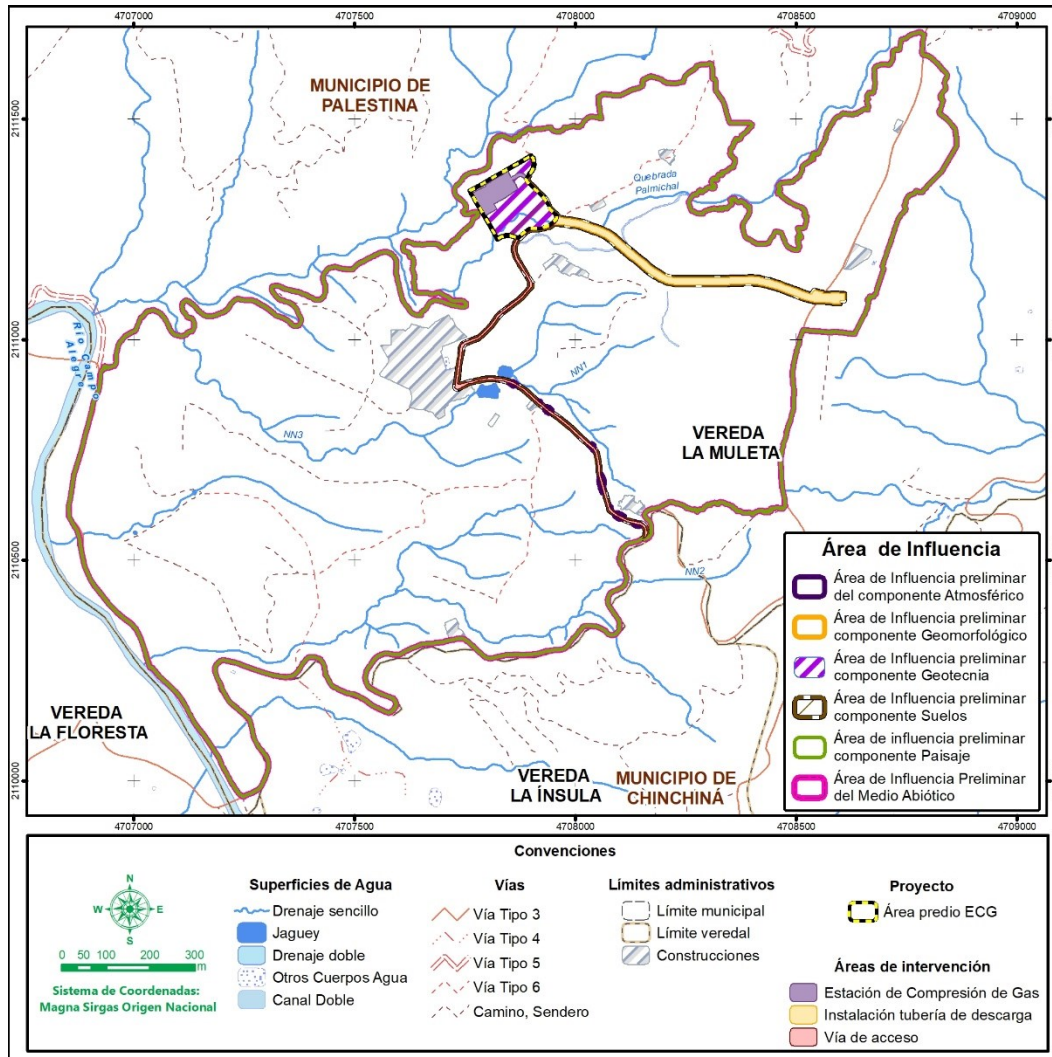 4707000
4707500
4708000
4708500
4709000
2111500
2111000
2110500
2110000
MUNICIPIO DE
PALESTINA
Quebrada
Palmichal
Río Campo
Alegre
NN1
NN3
VEREDA
LA MULETA
NN2
VEREDA
LA FLORESTA
VEREDA
LA ÍNSULA
MUNICIPIO DE
CHINCHINÁ
Área de Influencia
Área de Influencia preliminar
del componente Atmosférico
Área de Influencia preliminar
componente Geomorfológico
Área de Influencia preliminar
componente Geotecnia
Área de Influencia preliminar
componente Suelos
Área de influencia preliminar
componente Paisaje
Área de Influencia Preliminar
del Medio Abiótico
4707000
4707500
4708000
4708500
4709000
Convenciones
N
W
E
S
0 50 100 200 300
m
Sistema de Coordenadas:
Magna Sirgas Origen Nacional
Superficies de Agua
Drenaje sencillo
Jaguey
Drenaje doble
Otros Cuerpos Agua
Canal Doble
Vías
Vía Tipo 3
Vía Tipo 4
Vía Tipo 5
Vía Tipo 6
Camino, Sendero
Límites administrativos
Límite municipal
Límite veredal
Construcciones
Proyecto
Área predio ECG
Áreas de intervención
Estación de Compresión de Gas
Instalación tubería de descarga
Vía de acceso